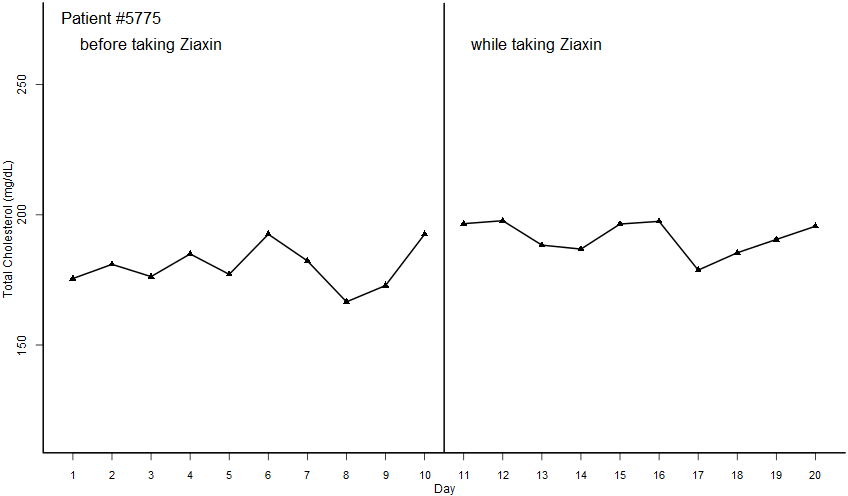 Patient #5775
before taking Ziaxin
while taking Ziaxin
Total Cholesterol (mg/dL)
250
200
150
1 2 3 4 5 6 7 8 9 10 11 12 13 14 15 16 17 18 19 20
Day